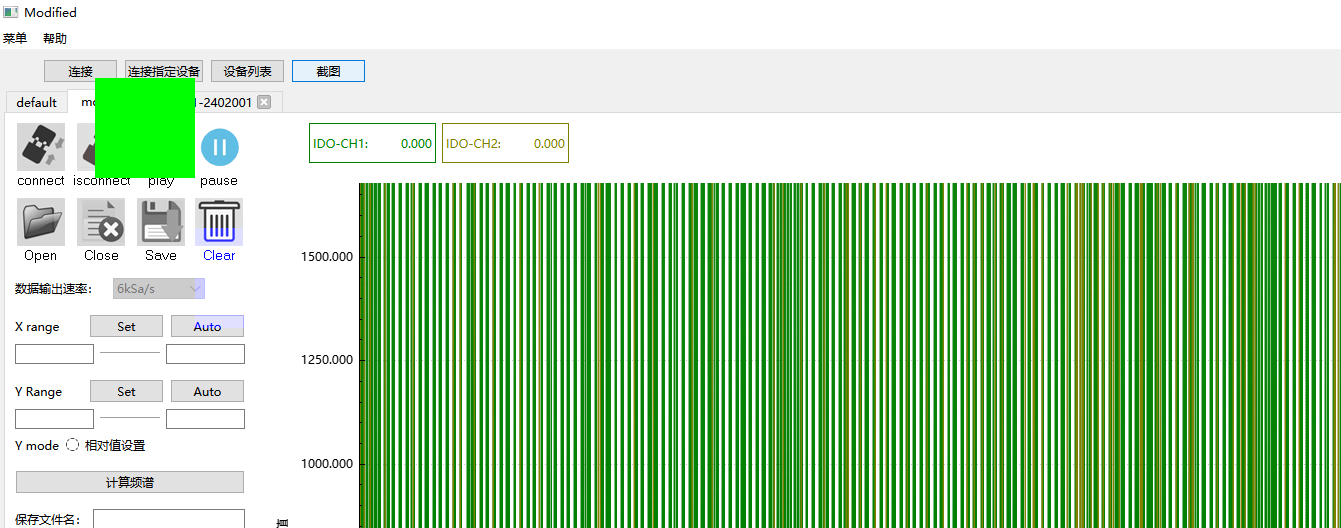 Modified
菜单 帮助
连接 连接指定设备 设备列表 截图
default -2402001
IDO-CH1: 0.000 IDO-CH2: 0.000
connect isconnect play pause
Open Close Save Clear
数据输出速率: 6kSa/s
X range Set Auto
Y Range Set Auto
Y mode 相对值设置
计算频谱
保存文件名:
1500.000
1250.000
1000.000